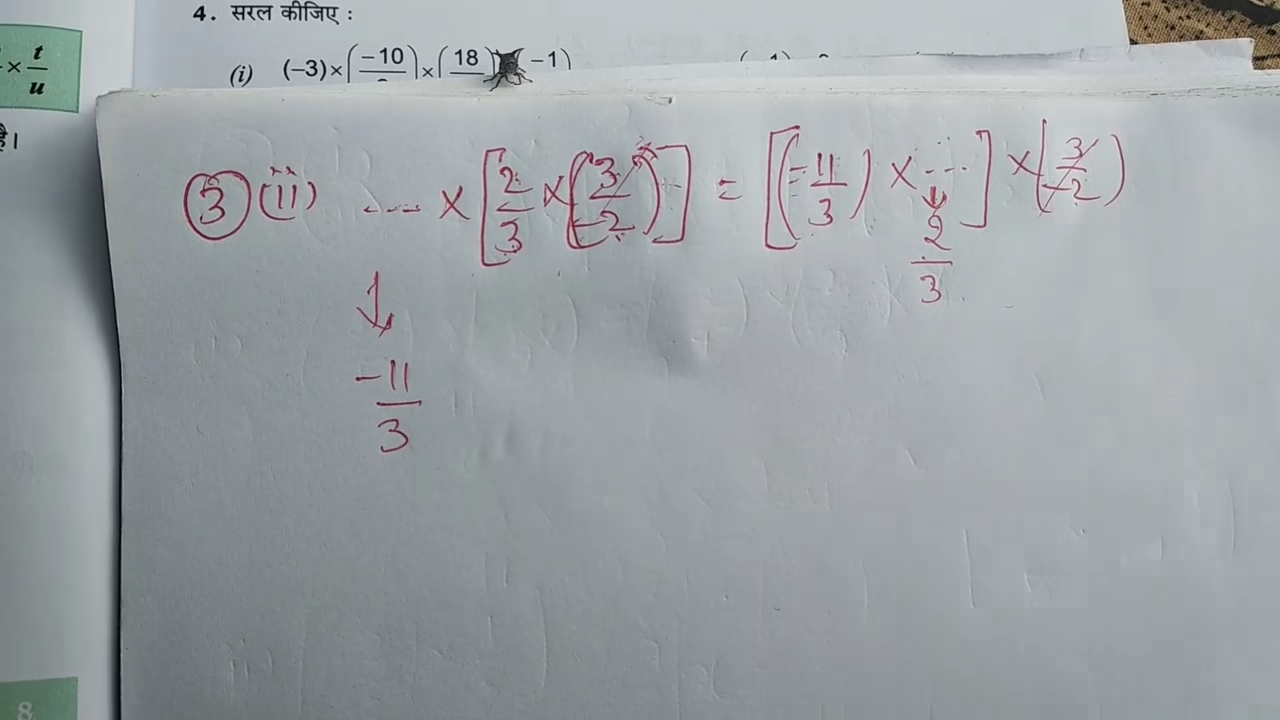 4. सरल कीजिए :
× t/u
(i) (–3)×(–10/)×(18/) –1)
है।
3 (ii) ---- × [2/3 × (3/-2)] = [(-11/3) × ----] × (3/-2)
2/3
-11/3
8